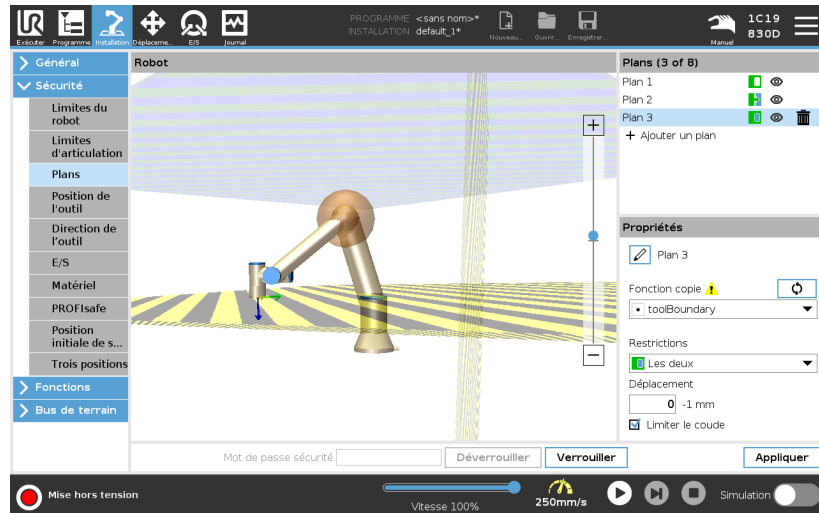 UR
Exécuter
Programme
Installation
Déplaceme...
E/S
Journal
PROGRAMME <sans nom>*
INSTALLATION default_1*
Nouveau...
Ouvrir...
Enregistrer...
Manuel
1C19
830D
Général
Sécurité
Limites du
robot
Limites
d'articulation
Plans
Position de
l'outil
Direction de
l'outil
E/S
Matériel
PROFIsafe
Position
initiale de s...
Trois positions
Fonctions
Bus de terrain
Robot
Plans (3 of 8)
Plan 1
Plan 2
Plan 3
+ Ajouter un plan
Propriétés
Plan 3
Fonction copie
toolBoundary
Restrictions
Les deux
Déplacement
0 -1 mm
Limiter le coude
Mot de passe sécurité
Déverrouiller
Verrouiller
Appliquer
Mise hors tension
Vitesse 100%
250mm/s
Simulation